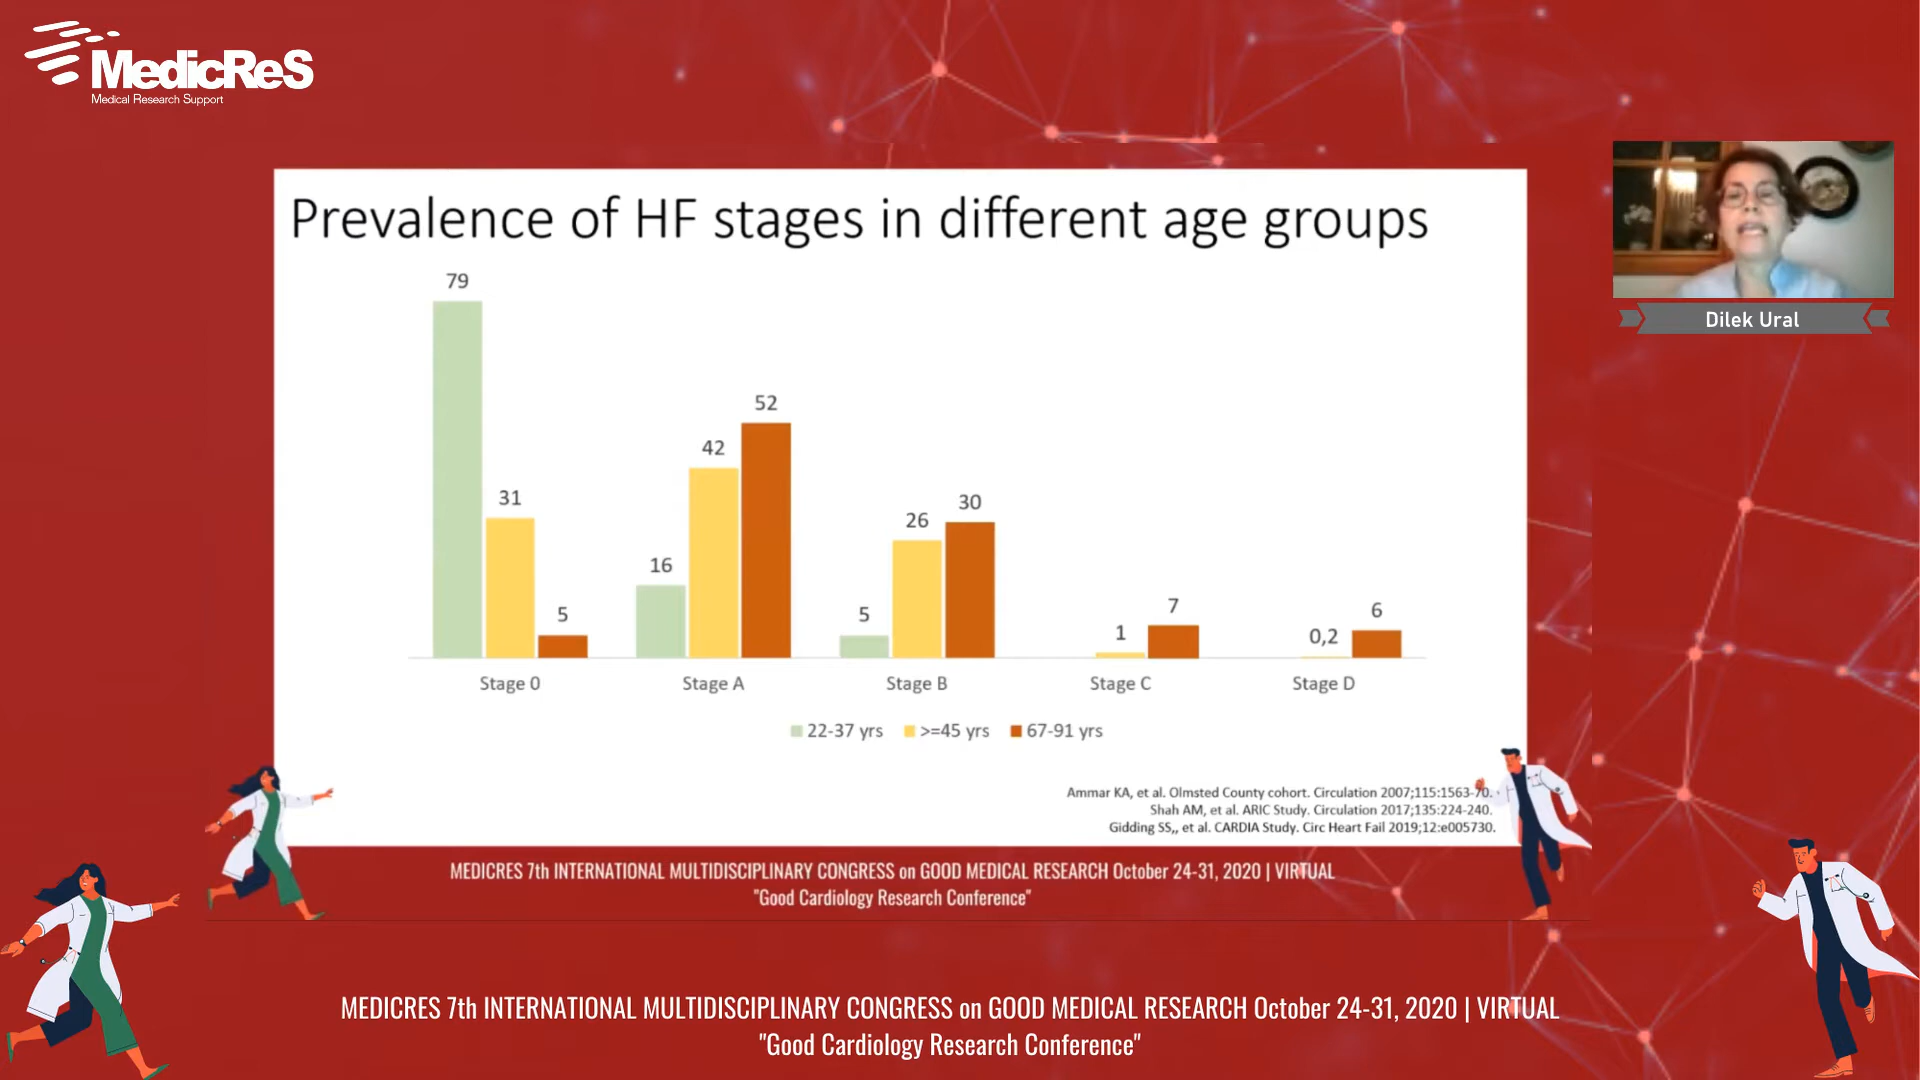 MedicReS
Medical Research Support
Prevalence of HF stages in different age groups
79
31
5
16
42
52
5
26
30
1
7
0,2
6
Stage 0
Stage A
Stage B
Stage C
Stage D
22-37 yrs
>=45 yrs
67-91 yrs
Ammar KA, et al. Olmsted County cohort. Circulation 2007;115:1563-70.
Shah AM, et al. ARIC Study. Circulation 2017;135:224-240.
Gidding SS,, et al. CARDIA Study. Circ Heart Fail 2019;12:e005730.
MEDICRES 7th INTERNATIONAL MULTIDISCIPLINARY CONGRESS on GOOD MEDICAL RESEARCH October 24-31, 2020 | VIRTUAL
"Good Cardiology Research Conference"
Dilek Ural
MEDICRES 7th INTERNATIONAL MULTIDISCIPLINARY CONGRESS on GOOD MEDICAL RESEARCH October 24-31, 2020 | VIRTUAL
"Good Cardiology Research Conference"